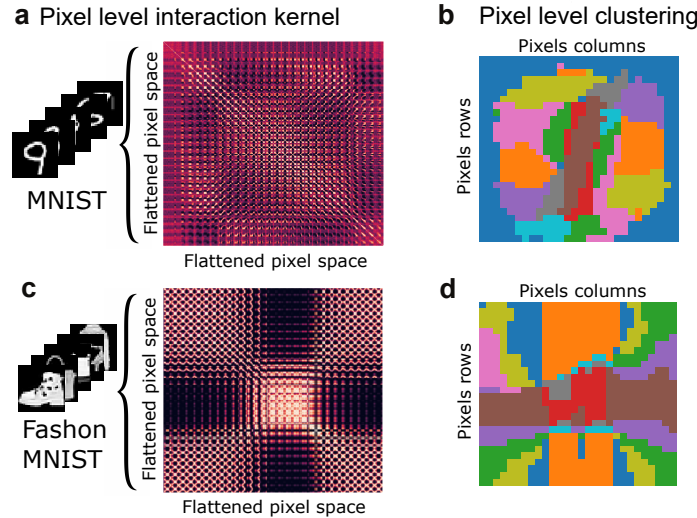 a Pixel level interaction kernel
b Pixel level clustering
MNIST
Flattened pixel space
Flattened pixel space
Pixels columns
Pixels rows
c
Fashon
MNIST
Flattened pixel space
Flattened pixel space
d
Pixels columns
Pixels rows